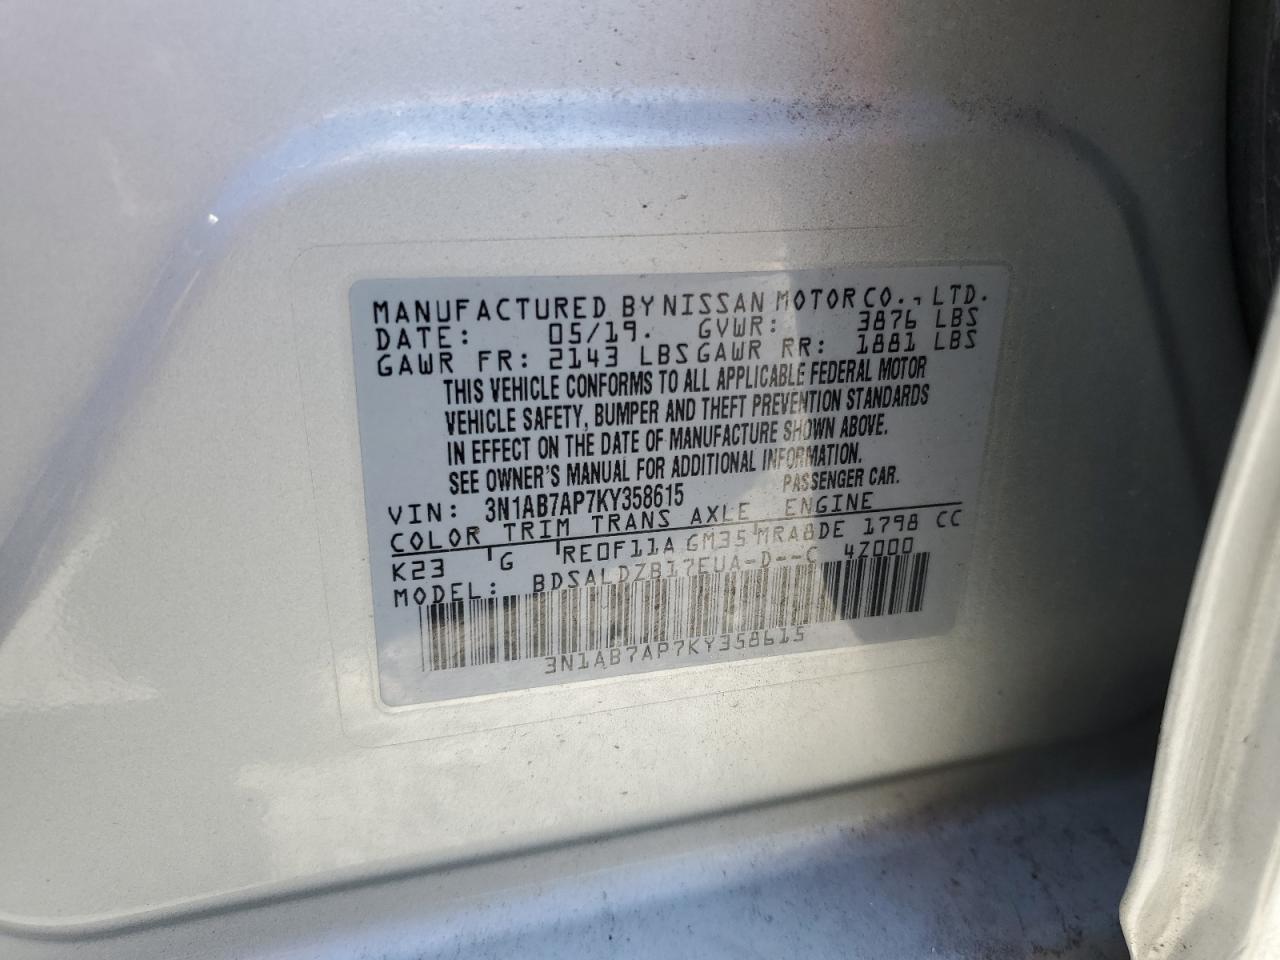 MANUFACTURED BY NISSAN MOTOR CO., LTD.
DATE: 05/19. GVWR: 3876 LBS
GAWR FR: 2143 LBS GAWR RR: 1881 LBS
THIS VEHICLE CONFORMS TO ALL APPLICABLE FEDERAL MOTOR
VEHICLE SAFETY, BUMPER AND THEFT PREVENTION STANDARDS
IN EFFECT ON THE DATE OF MANUFACTURE SHOWN ABOVE.
SEE OWNER'S MANUAL FOR ADDITIONAL INFORMATION.
VIN: 3N1AB7AP7KY358615 PASSENGER CAR.
COLOR TRIM TRANS AXLE ENGINE
K23 G RE0F11A GM35 MRA8DE 1798 CC
MODEL: BDSALDZB17EUA-D--C 4Z000
3N1AB7AP7KY358615